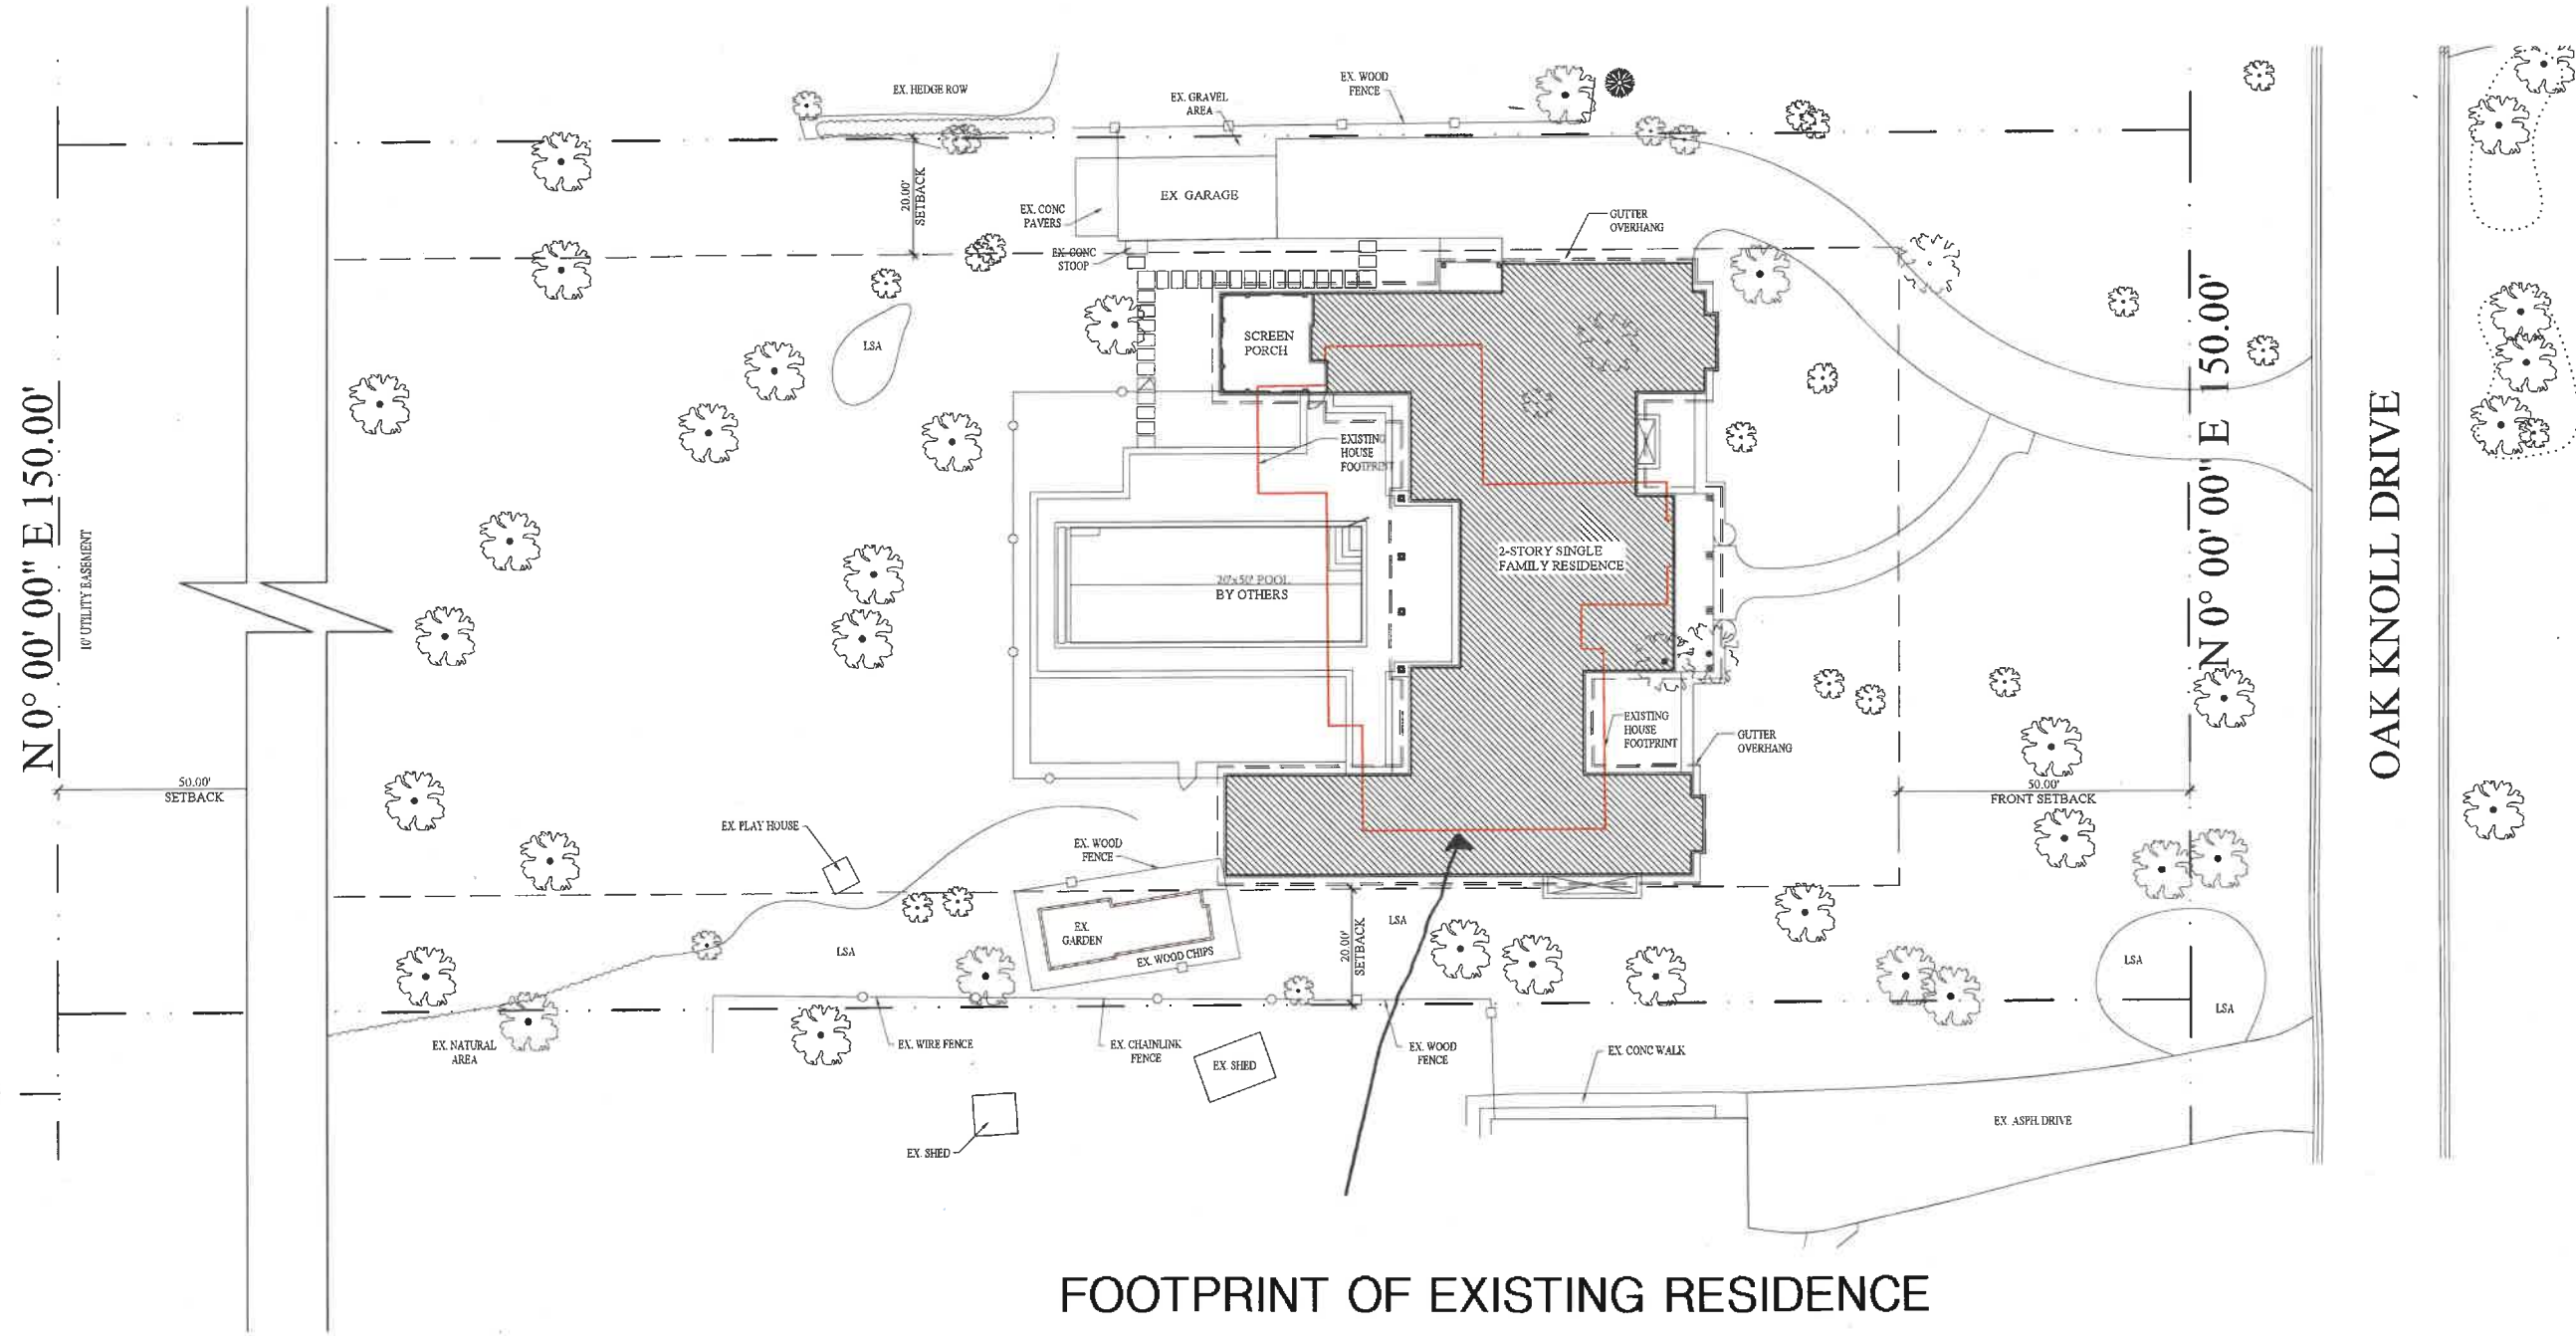 EX. HEDGE ROW
EX. GRAVEL
AREA
EX. WOOD
FENCE
20.00'
SETBACK
EX. CONC
PAVERS
EX GARAGE
GUTTER
OVERHANG
EX. CONC
STOOP
SCREEN
PORCH
LSA
EXISTING
HOUSE
FOOTPRINT
N 0° 00' 00" E 150.00'
10' UTILITY EASEMENT
20'x50' POOL
BY OTHERS
2-STORY SINGLE
FAMILY RESIDENCE
N 0° 00' 00" E 150.00'
OAK KNOLL DRIVE
EXISTING
HOUSE
FOOTPRINT
GUTTER
OVERHANG
50.00'
SETBACK
50.00'
FRONT SETBACK
EX. PLAY HOUSE
EX. WOOD
FENCE
EX.
GARDEN
EX. WOOD CHIPS
LSA
20.00'
SETBACK
LSA
LSA
LSA
EX. NATURAL
AREA
EX. WIRE FENCE
EX. CHAINLINK
FENCE
EX. SHED
EX. WOOD
FENCE
EX. CONC WALK
EX. SHED
EX. ASPH. DRIVE
FOOTPRINT OF EXISTING RESIDENCE